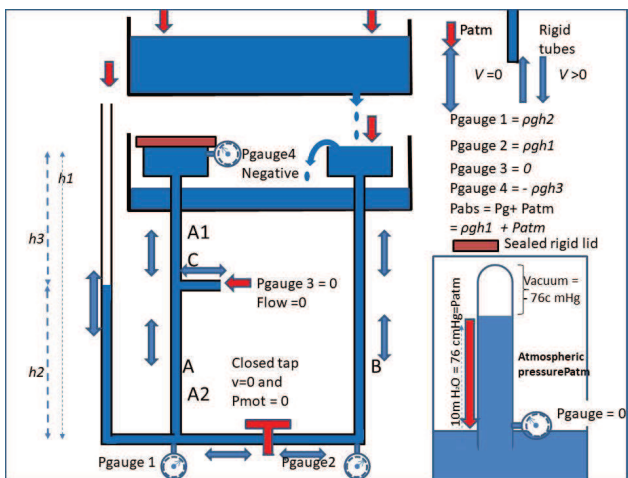 Patm
Rigid
tubes
V =0
V >0
Pgauge 1 = ρgh2
Pgauge 2 = ρgh1
Pgauge 3 = 0
Pgauge 4 = - ρgh3
Pabs = Pg+ Patm
= ρgh1 + Patm
Sealed rigid lid
Pgauge4
Negative
h1
h3
h2
A1
C
Pgauge 3 = 0
Flow =0
A
A2
Closed tap
v=0 and
Pmot = 0
B
Pgauge 1
Pgauge2
Vacuum =
- 76c mHg
10m H₂O = 76 cmHg=Patm
Atmospheric
pressurePatm
Pgauge = 0